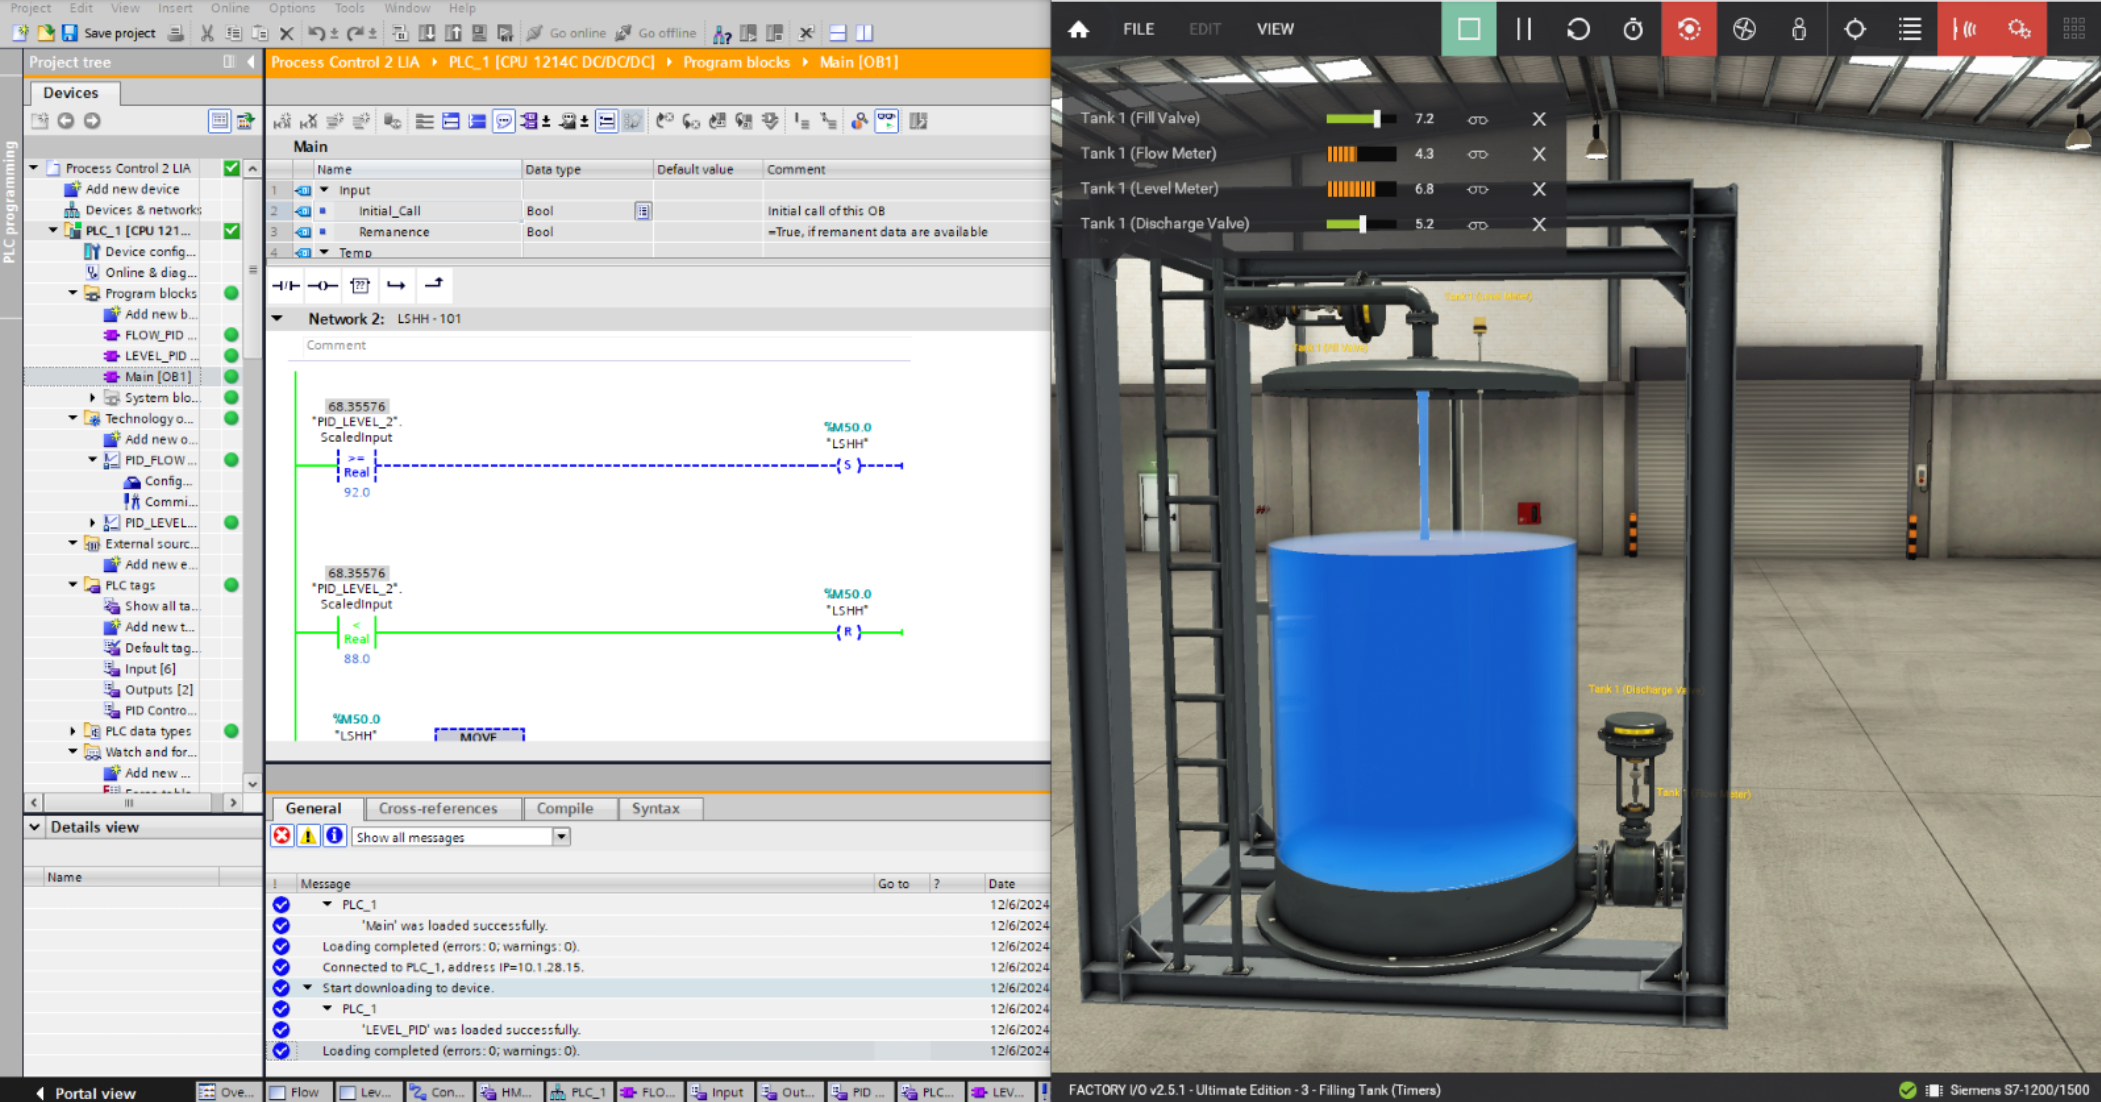 Project Edit View Insert Online Options Tools Window Help
Save project
Go online
Go offline
PLC programming
Project tree
Devices
Process Control 2 LIA
Add new device
Devices & networks
PLC_1 [CPU 121...
Device config...
Online & diag...
Program blocks
Add new b...
FLOW_PID ...
LEVEL_PID ...
Main [OB1]
System blo...
Technology o...
Add new o...
PID_FLOW ...
Config...
Commi...
PID_LEVEL...
External sourc...
Add new e...
PLC tags
Show all ta...
Add new t...
Default tag...
Input [6]
Outputs [2]
PID Contro...
PLC data types
Watch and for...
Add new ...
Details view
Name
Process Control 2 LIA PLC_1 [CPU 1214C DC/DC/DC] Program blocks Main [OB1]
Main
Name Data type Default value Comment
1 Input
2 Initial_Call Bool Initial call of this OB
3 Remanence Bool =True, if remanent data are available
4 Temp
Network 2: LSHH - 101
Comment
68.35576
"PID_LEVEL_2".
ScaledInput
>=
Real
92.0
%M50.0
"LSHH"
S
68.35576
"PID_LEVEL_2".
ScaledInput
<
Real
88.0
%M50.0
"LSHH"
R
%M50.0
"LSHH"
MOVE
General Cross-references Compile Syntax
Show all messages
! Message Go to ? Date
PLC_1 12/6/2024
'Main' was loaded successfully. 12/6/2024
Loading completed (errors: 0; warnings: 0). 12/6/2024
Connected to PLC_1, address IP=10.1.28.15. 12/6/2024
Start downloading to device. 12/6/2024
PLC_1 12/6/2024
'LEVEL_PID' was loaded successfully. 12/6/2024
Loading completed (errors: 0; warnings: 0). 12/6/2024
Portal view
Ove... Flow Lev... Con... HM... PLC_1 FLO... Input Out... PID ... PLC... LEV...
FILE EDIT VIEW
Tank 1 (Fill Valve) 7.2 X
Tank 1 (Flow Meter) 4.3 X
Tank 1 (Level Meter) 6.8 X
Tank 1 (Discharge Valve) 5.2 X
Tank 1 (Level Meter)
Tank 1 (Fill Valve)
Tank 1 (Discharge Va
Tank 1 (Flow Meter)
FACTORY I/O v2.5.1 - Ultimate Edition - 3 - Filling Tank (Timers)
Siemens S7-1200/1500